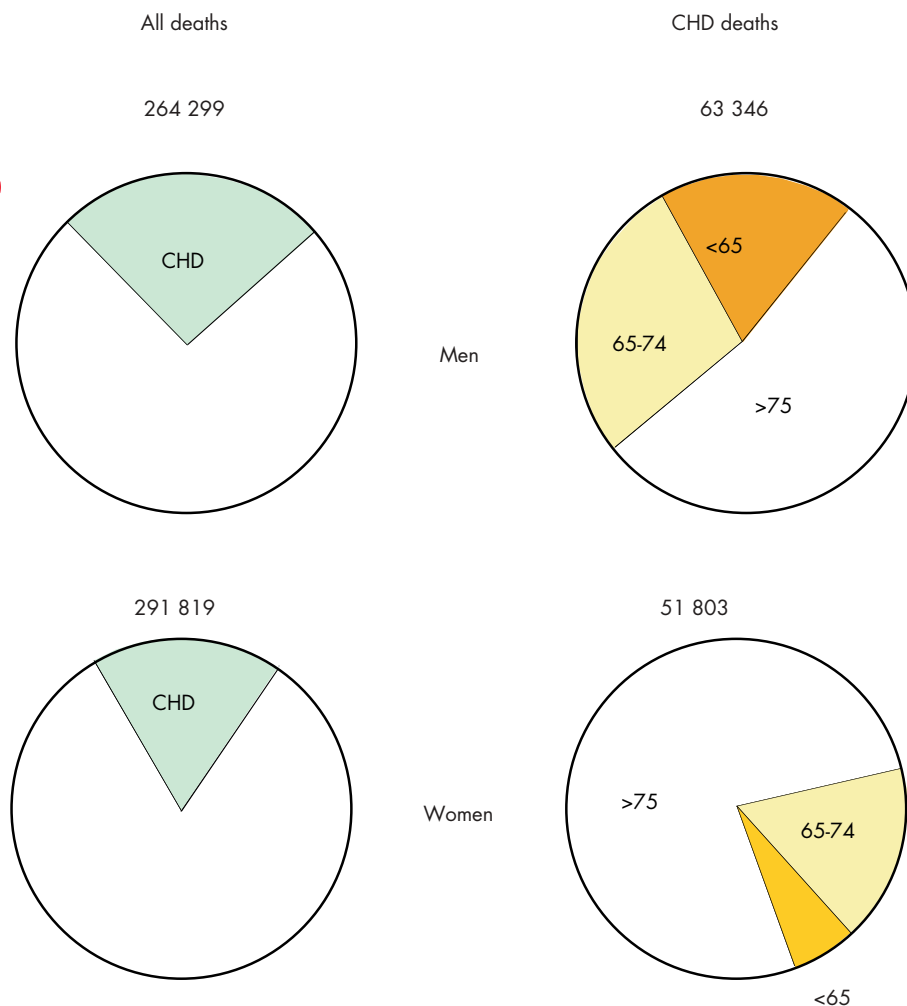 All deaths
CHD deaths
264 299
63 346
CHD
<65
65-74
>75
Men
291 819
51 803
CHD
>75
65-74
<65
Women